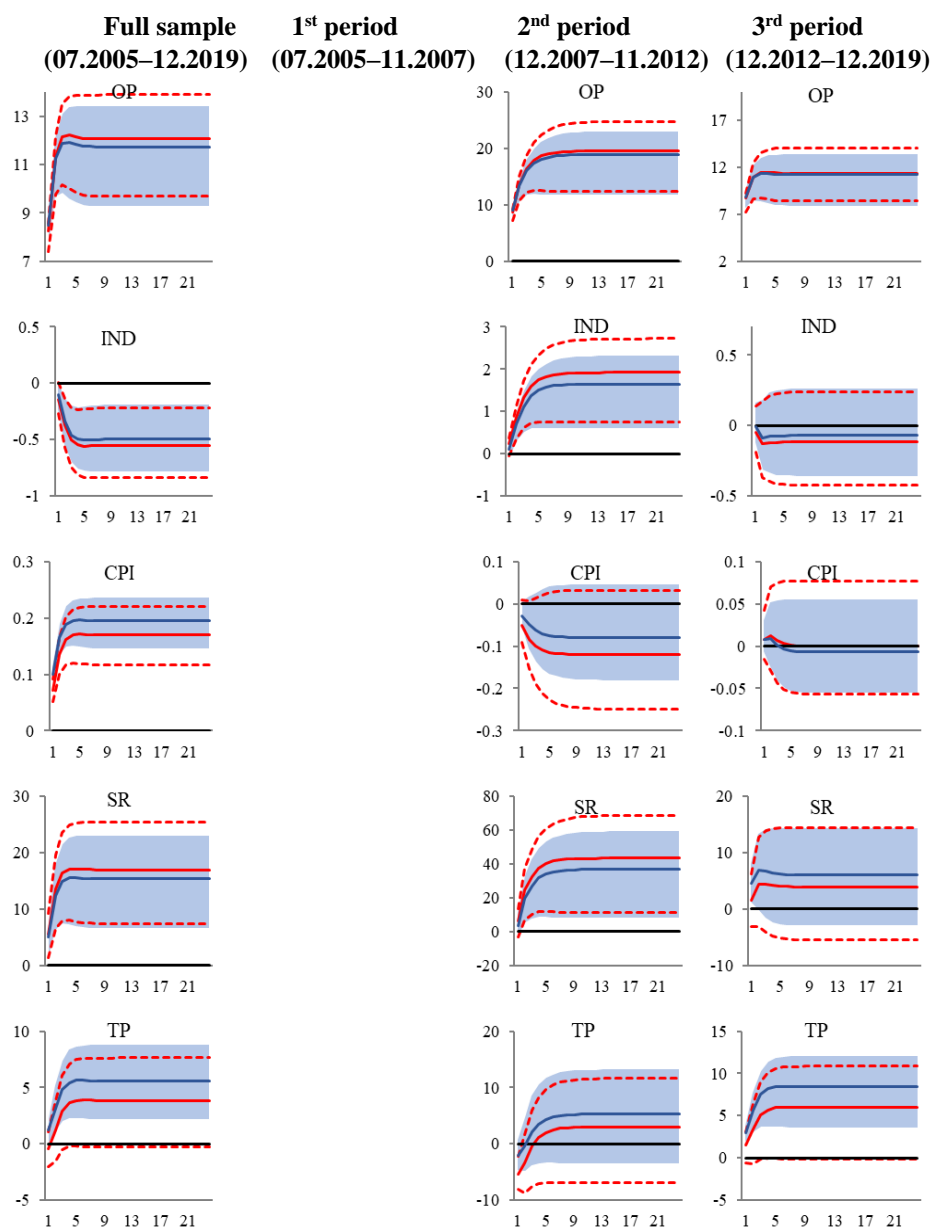 Full sample 1st period 2nd period 3rd period
(07.2005–12.2019) (07.2005–11.2007) (12.2007–11.2012) (12.2012–12.2019)
OP OP OP
13 30 17
11 20 12
9 10 7
7 0 2
1 5 9 13 17 21 1 5 9 13 17 21 1 5 9 13 17 21
IND IND IND
0.5 3 0.5
0 2 0
-0.5 1 -0.5
-1 0
-1
1 5 9 13 17 21 1 5 9 13 17 21 1 5 9 13 17 21
CPI CPI CPI
0.3 0.1 0.1
0.2 0 0.05
0.1 -0.1 0
0 -0.2 -0.05
-0.3 -0.1
1 5 9 13 17 21 1 5 9 13 17 21 1 5 9 13 17 21
SR SR SR
30 80 20
20 60 10
10 40 0
0 20 -10
0
-20
1 5 9 13 17 21 1 5 9 13 17 21 1 5 9 13 17 21
TP TP TP
10 20 15
5 10 10
0 0 5
-5 -10 0
-5
1 5 9 13 17 21 1 5 9 13 17 21 1 5 9 13 17 21